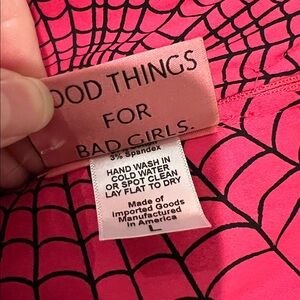 OOD THINGS
FOR
BAD GIRLS.
3% Spandex
HAND WASH IN
COLD WATER
OR SPOT CLEAN
LAY FLAT TO DRY
Made of
Imported Goods
Manufactured
in America
L